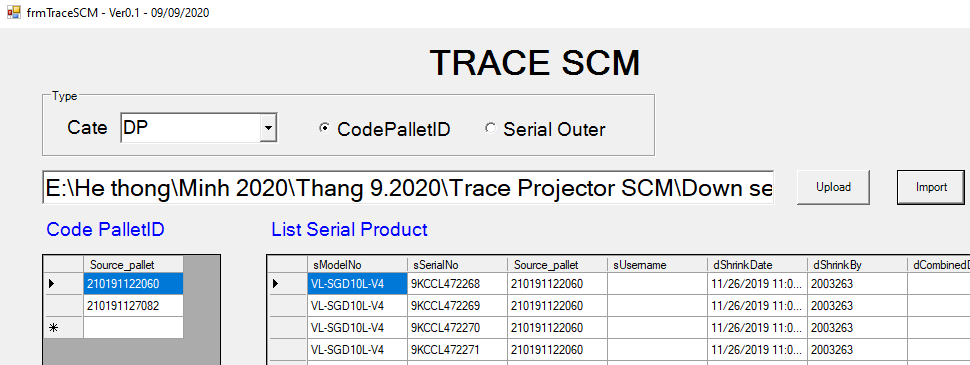 frmTraceSCM - Ver0.1 - 09/09/2020
TRACE SCM
Type
Cate DP CodePalletID Serial Outer
E:\He thong\Minh 2020\Thang 9.2020\Trace Projector SCM\Down se Upload Import
Code PalletID List Serial Product
Source_pallet sModelNo sSerialNo Source_pallet sUsername dShrinkDate dShrinkBy dCombinedD
210191122060 VL-SGD10L-V4 9KCCL472268 210191122060 11/26/2019 11:0... 2003263
210191127082 VL-SGD10L-V4 9KCCL472269 210191122060 11/26/2019 11:0... 2003263
VL-SGD10L-V4 9KCCL472270 210191122060 11/26/2019 11:0... 2003263
VL-SGD10L-V4 9KCCL472271 210191122060 11/26/2019 11:0... 2003263